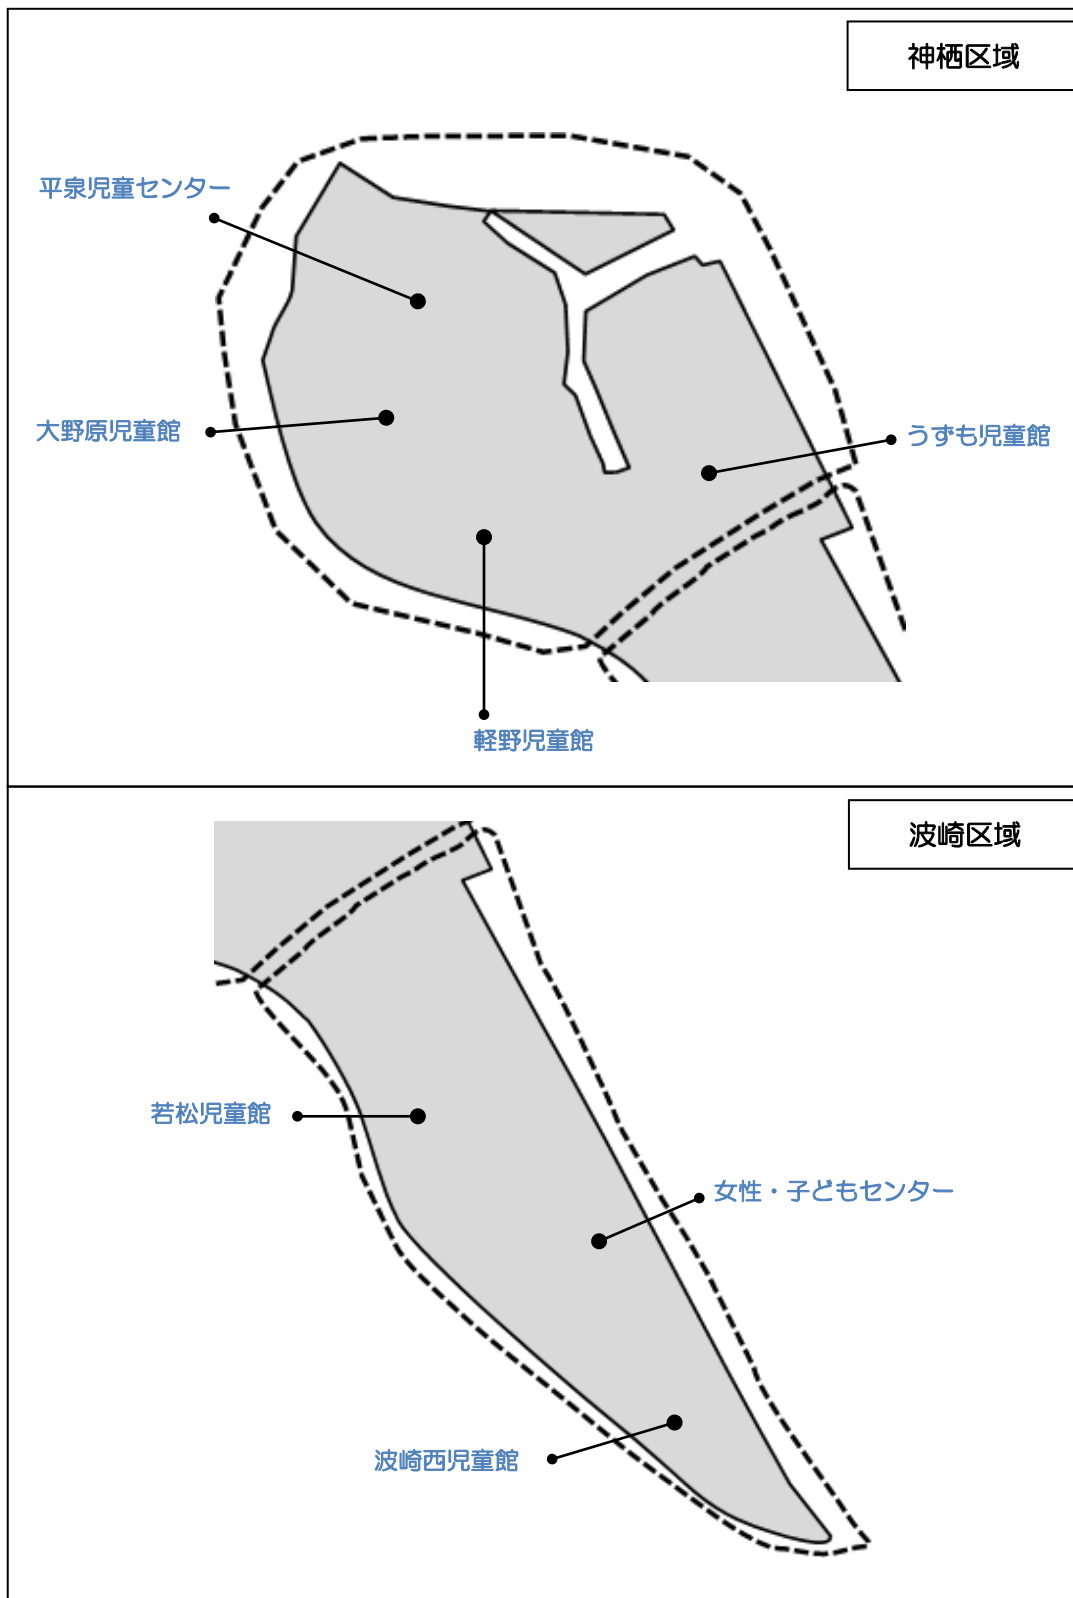 神栖区域
平泉児童センター
大野原児童館
うずも児童館
軽野児童館
波崎区域
若松児童館
女性・子どもセンター
波崎西児童館